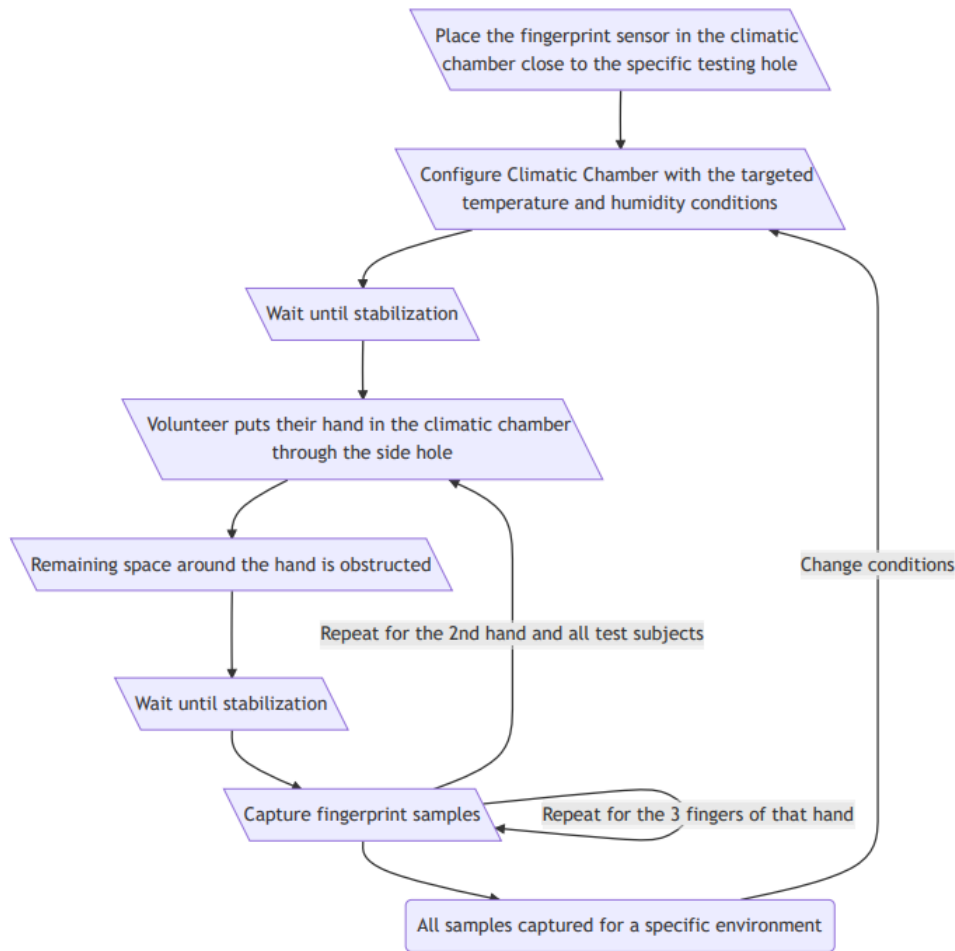 Place the fingerprint sensor in the climatic
chamber close to the specific testing hole
Configure Climatic Chamber with the targeted
temperature and humidity conditions
Wait until stabilization
Volunteer puts their hand in the climatic chamber
through the side hole
Remaining space around the hand is obstructed
Change conditions
Repeat for the 2nd hand and all test subjects
Wait until stabilization
Capture fingerprint samples
Repeat for the 3 fingers of that hand
All samples captured for a specific environment